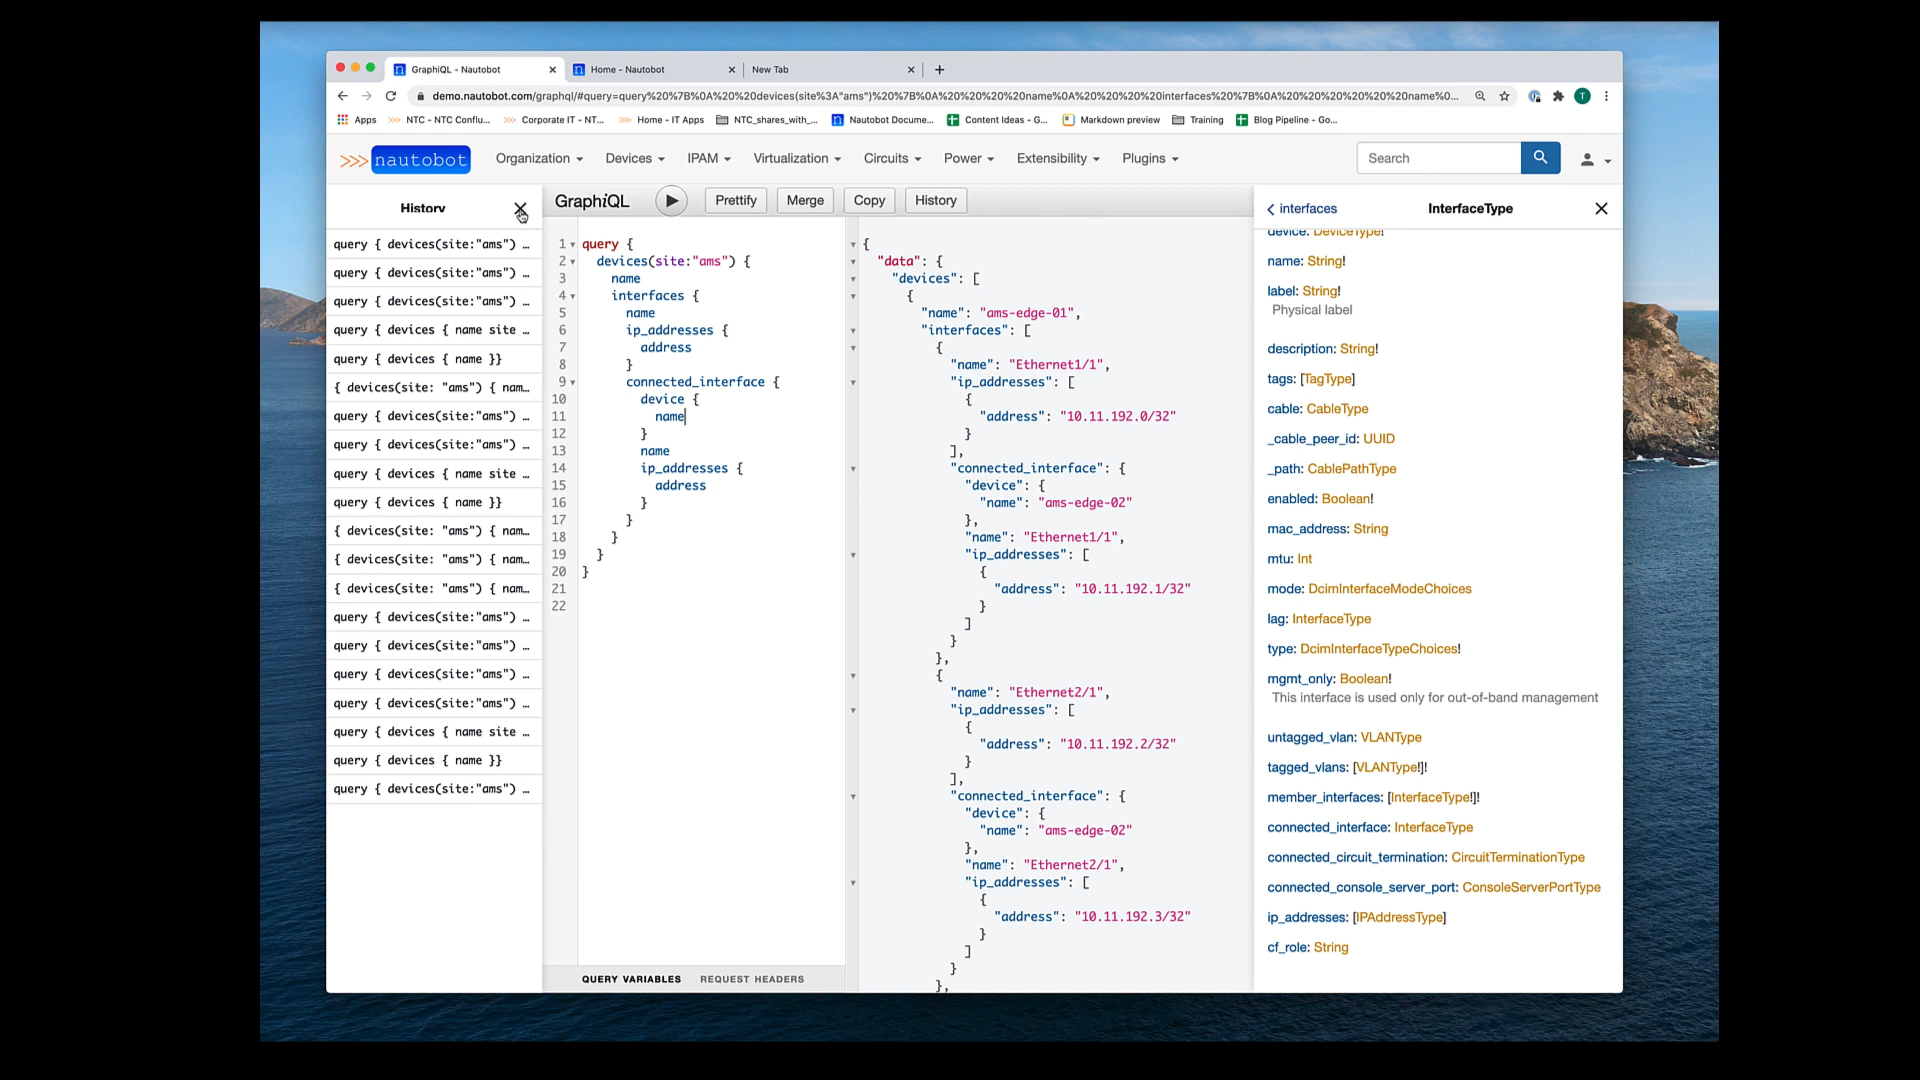 GraphiQL - Nautobot
Home - Nautobot
New Tab
demo.nautobot.com/graphql/#query=query%20%7B%0A%20%20devices(site%3A"ams")%20%7B%0A%20%20%20%20name%0A%20%20%20%20interfaces%20%7B%0A%20%20%20%20%20%20name%0...
Apps
NTC - NTC Conflu...
Corporate IT - NT...
Home - IT Apps
NTC_shares_with_...
Nautobot Docume...
Content Ideas - G...
Markdown preview
Training
Blog Pipeline - Go...
T
nautobot
Organization
Devices
IPAM
Virtualization
Circuits
Power
Extensibility
Plugins
Search
History
query { devices(site:"ams") …
query { devices(site:"ams") …
query { devices(site:"ams") …
query { devices { name site …
query { devices { name }}
{ devices(site: "ams") { nam…
query { devices(site:"ams") …
query { devices(site:"ams") …
query { devices { name site …
query { devices { name }}
{ devices(site: "ams") { nam…
{ devices(site: "ams") { nam…
{ devices(site: "ams") { nam…
query { devices(site:"ams") …
query { devices(site:"ams") …
query { devices(site:"ams") …
query { devices(site:"ams") …
query { devices { name site …
query { devices { name }}
query { devices(site:"ams") …
GraphiQL
Prettify
Merge
Copy
History
1 query {
2 devices(site:"ams") {
3 name
4 interfaces {
5 name
6 ip_addresses {
7 address
8 }
9 connected_interface {
10 device {
11 name
12 }
13 name
14 ip_addresses {
15 address
16 }
17 }
18 }
19 }
20 }
21
22
QUERY VARIABLES
REQUEST HEADERS
{
"data": {
"devices": [
{
"name": "ams-edge-01",
"interfaces": [
{
"name": "Ethernet1/1",
"ip_addresses": [
{
"address": "10.11.192.0/32"
}
],
"connected_interface": {
"device": {
"name": "ams-edge-02"
},
"name": "Ethernet1/1",
"ip_addresses": [
{
"address": "10.11.192.1/32"
}
]
}
},
{
"name": "Ethernet2/1",
"ip_addresses": [
{
"address": "10.11.192.2/32"
}
],
"connected_interface": {
"device": {
"name": "ams-edge-02"
},
"name": "Ethernet2/1",
"ip_addresses": [
{
"address": "10.11.192.3/32"
}
]
}
},
interfaces
InterfaceType
device: DeviceType!
name: String!
label: String!
Physical label
description: String!
tags: [TagType]
cable: CableType
_cable_peer_id: UUID
_path: CablePathType
enabled: Boolean!
mac_address: String
mtu: Int
mode: DcimInterfaceModeChoices
lag: InterfaceType
type: DcimInterfaceTypeChoices!
mgmt_only: Boolean!
This interface is used only for out-of-band management
untagged_vlan: VLANType
tagged_vlans: [VLANType!]!
member_interfaces: [InterfaceType!]!
connected_interface: InterfaceType
connected_circuit_termination: CircuitTerminationType
connected_console_server_port: ConsoleServerPortType
ip_addresses: [IPAddressType]
cf_role: String